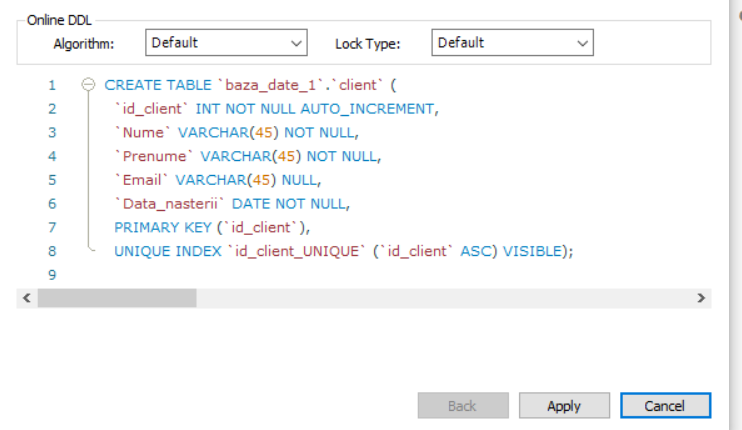 Online DDL
Algorithm: Default Lock Type: Default
1 CREATE TABLE `baza_date_1`.`client` (
2 `id_client` INT NOT NULL AUTO_INCREMENT,
3 `Nume` VARCHAR(45) NOT NULL,
4 `Prenume` VARCHAR(45) NOT NULL,
5 `Email` VARCHAR(45) NULL,
6 `Data_nasterii` DATE NOT NULL,
7 PRIMARY KEY (`id_client`),
8 UNIQUE INDEX `id_client_UNIQUE` (`id_client` ASC) VISIBLE);
9
Back Apply Cancel